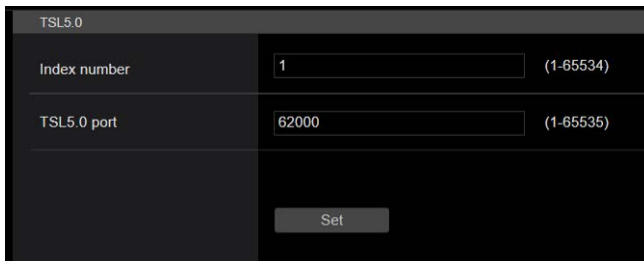 TSL5.0
Index number 1 (1-65534)
TSL5.0 port 62000 (1-65535)
Set